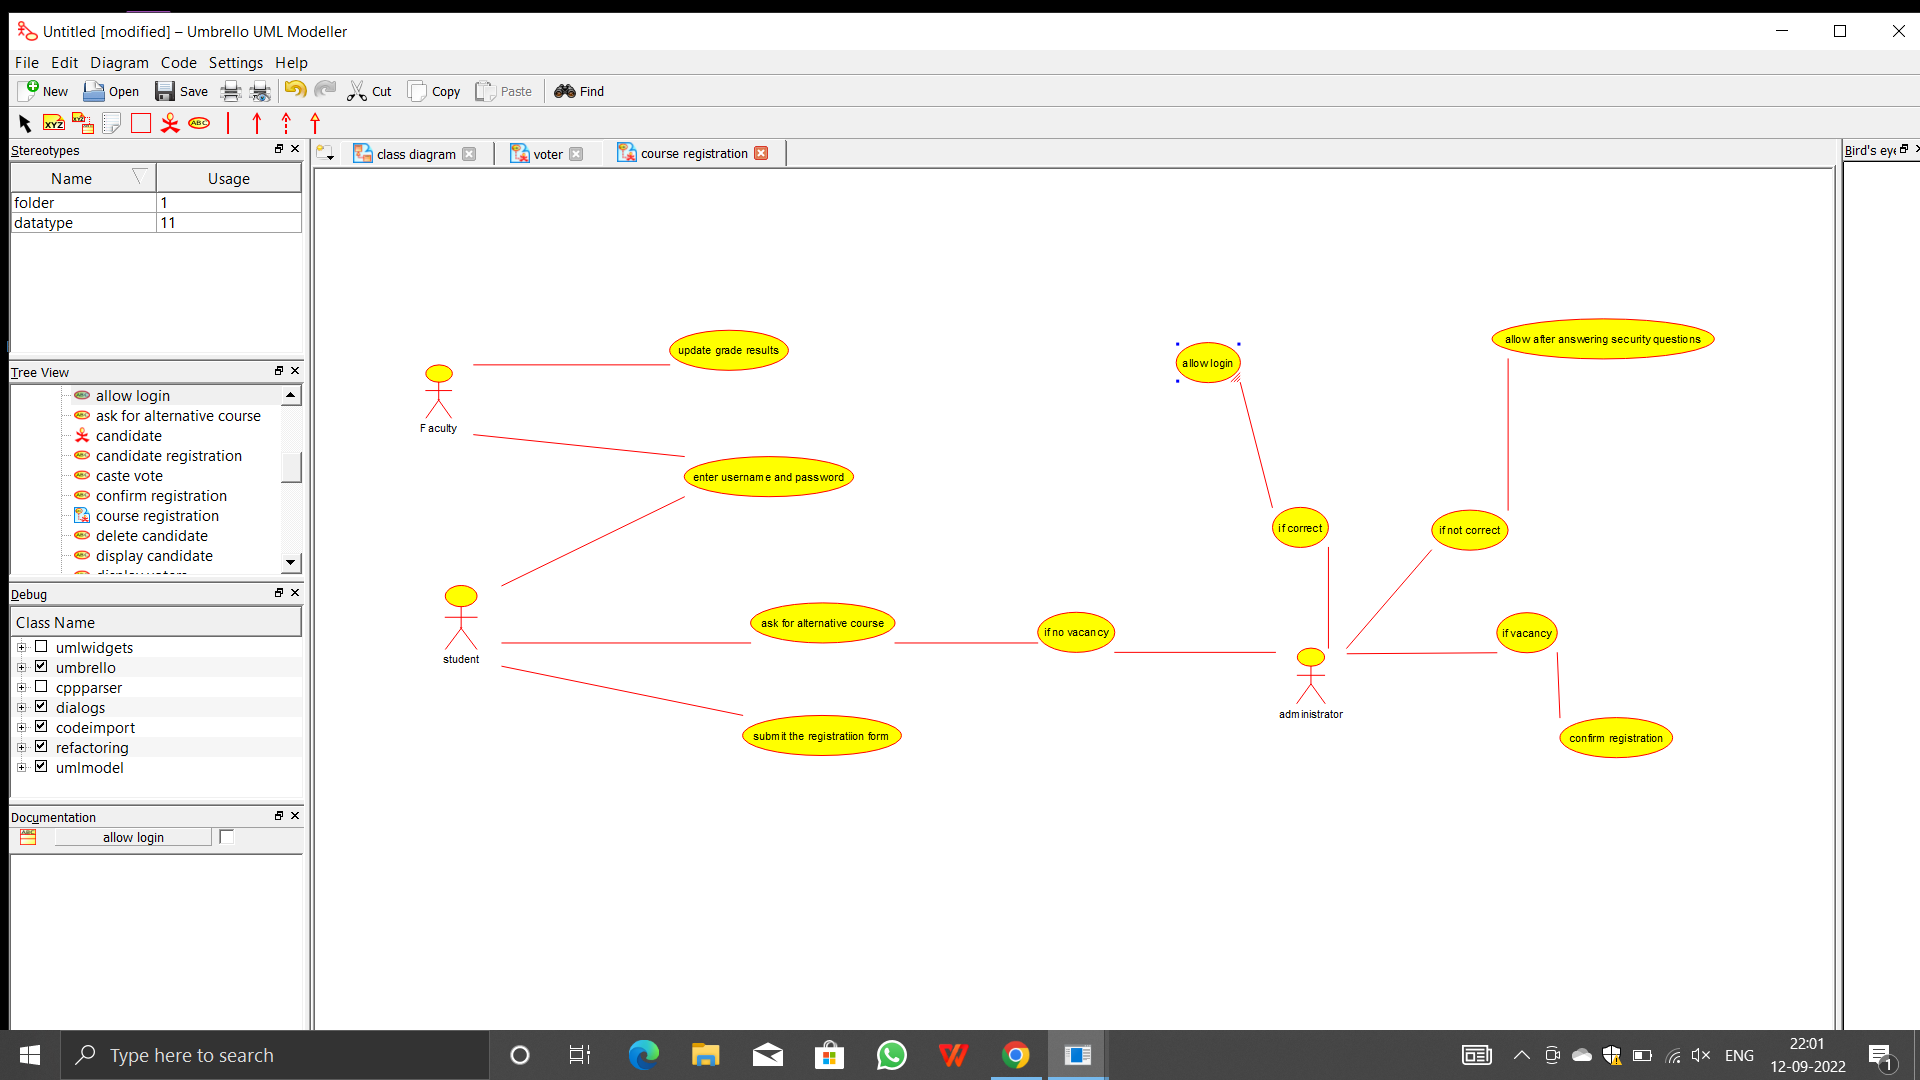 Untitled [modified] – Umbrello UML Modeller
File Edit Diagram Code Settings Help
New Open Save Cut Copy Paste Find
XYZ XYZ ABC
Stereotypes
class diagram voter course registration
Bird's eye
Name Usage
folder 1
datatype 11
Tree View
allow login
ask for alternative course
candidate
candidate registration
caste vote
confirm registration
course registration
delete candidate
display candidate
Debug
Class Name
umlwidgets
umbrello
cppparser
dialogs
codeimport
refactoring
umlmodel
Documentation
allow login
update grade results
Faculty
enter username and password
student
ask for alternative course
submit the registratiion form
if no vacancy
allow login
if correct
allow after answering security questions
if not correct
if vacancy
administrator
confirm registration
Type here to search
ENG
22:01
12-09-2022
1